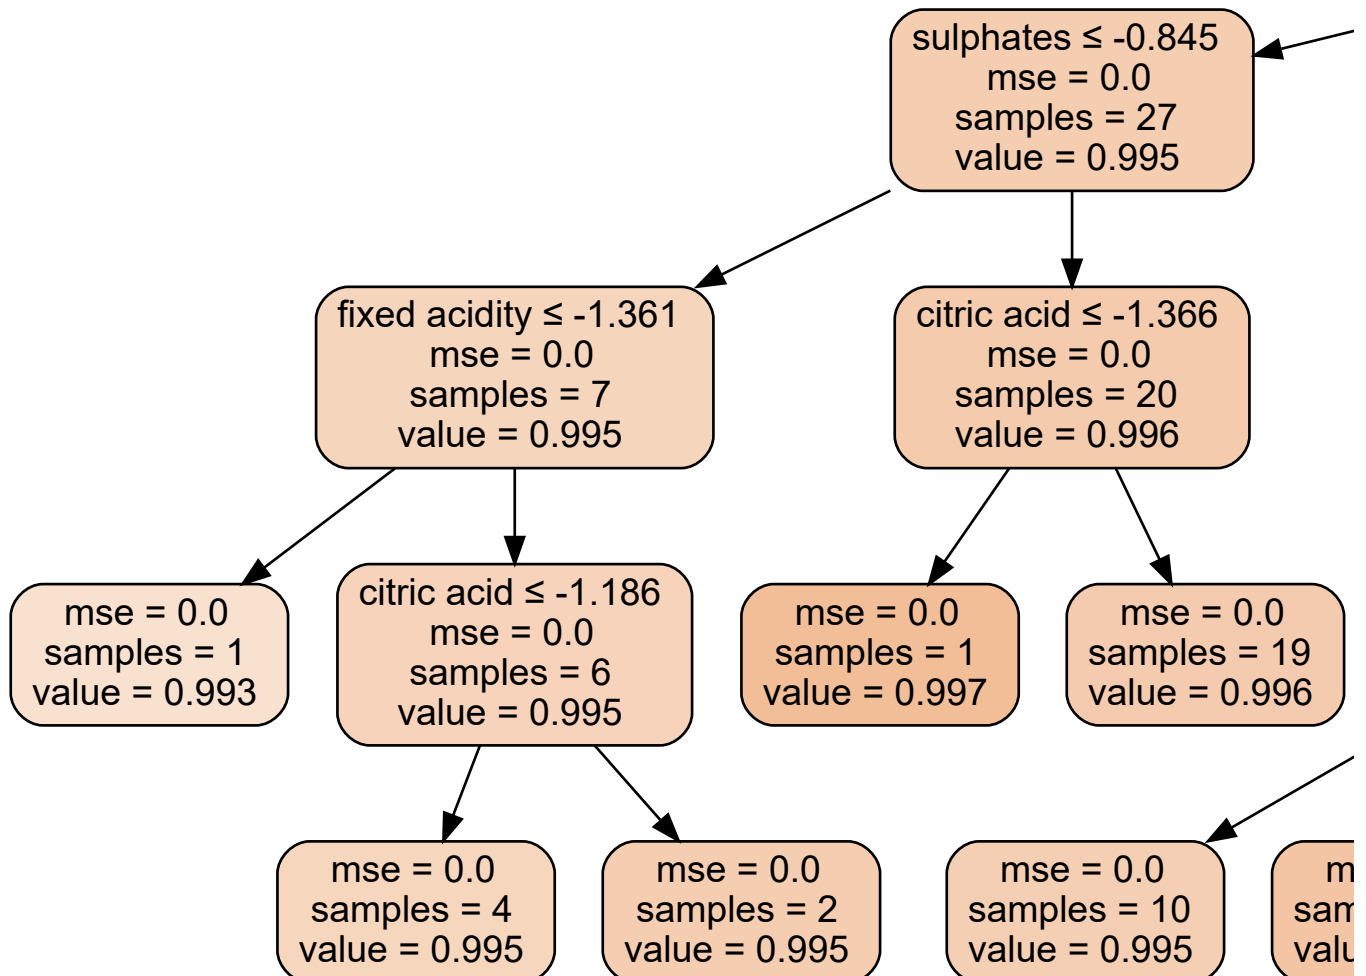 sulphates ≤ -0.845
mse = 0.0
samples = 27
value = 0.995
fixed acidity ≤ -1.361
mse = 0.0
samples = 7
value = 0.995
citric acid ≤ -1.366
mse = 0.0
samples = 20
value = 0.996
mse = 0.0
samples = 1
value = 0.993
citric acid ≤ -1.186
mse = 0.0
samples = 6
value = 0.995
mse = 0.0
samples = 1
value = 0.997
mse = 0.0
samples = 19
value = 0.996
mse = 0.0
samples = 4
value = 0.995
mse = 0.0
samples = 2
value = 0.995
mse = 0.0
samples = 10
value = 0.995